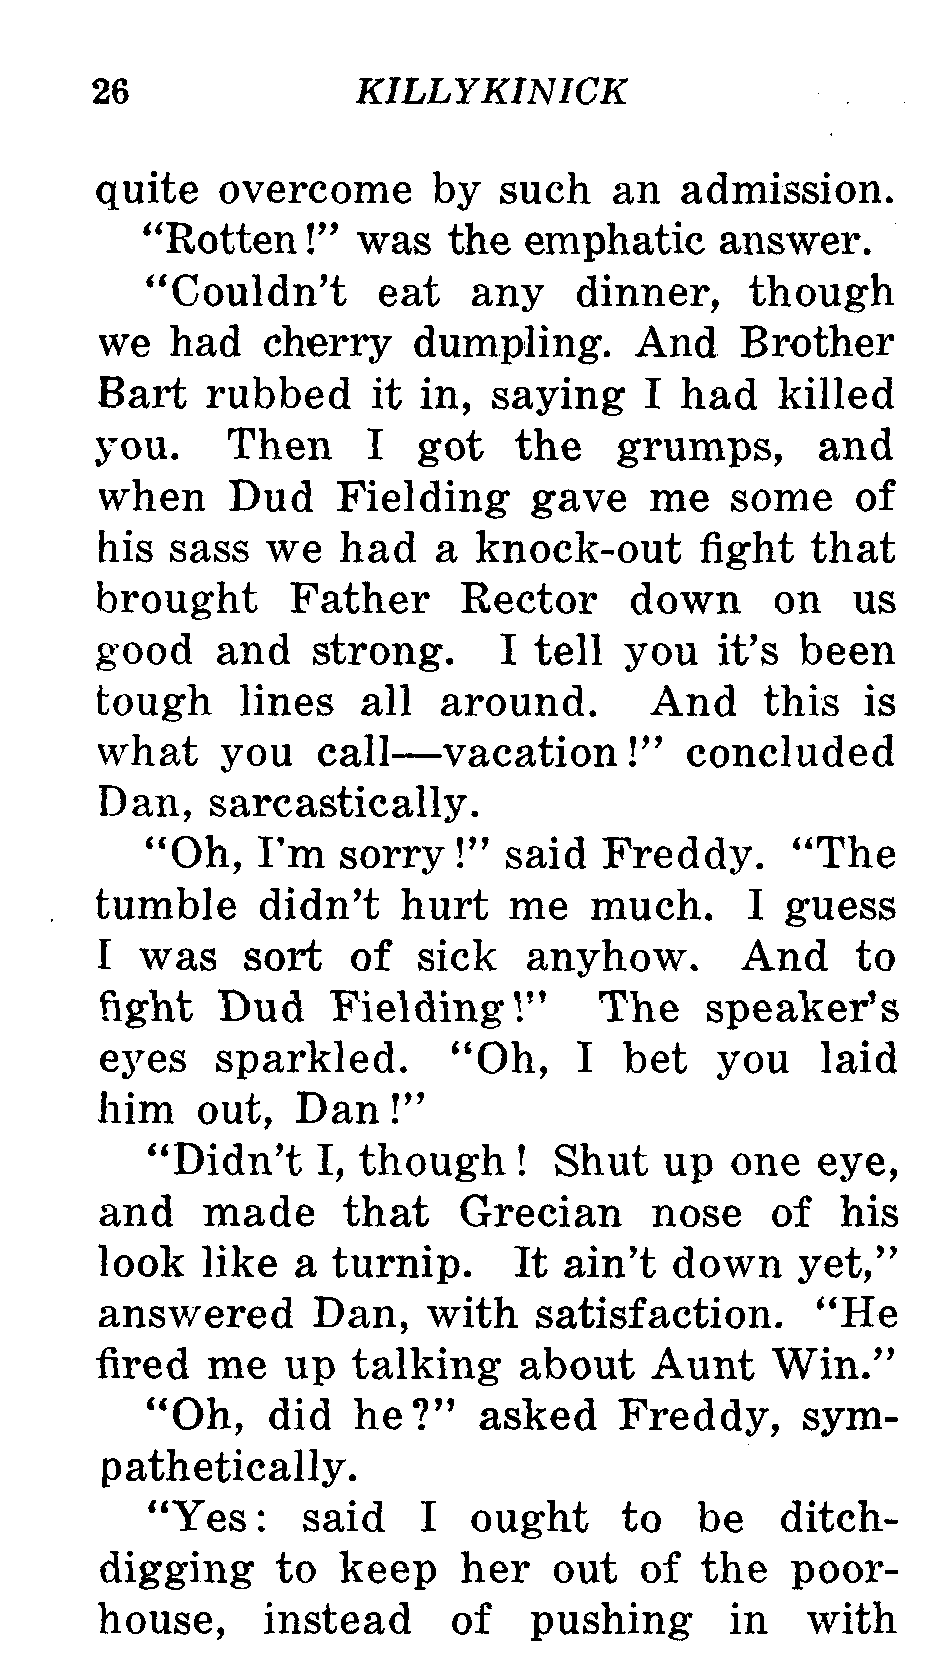 26 KILLYKINICK
quite overcome by such an admission.
"Rotten!" was the emphatic answer.
"Couldn't eat any dinner, though
we had cherry dumpling. And Brother
Bart rubbed it in, saying I had killed
you. Then I got the grumps, and
when Dud Fielding gave me some of
his sass we had a knock-out fight that
brought Father Rector down on us
good and strong. I tell you it's been
tough lines all around. And this is
what you call—vacation!" concluded
Dan, sarcastically.
"Oh, I'm sorry!" said Freddy. "The
tumble didn't hurt me much. I guess
I was sort of sick anyhow. And to
fight Dud Fielding!" The speaker's
eyes sparkled. "Oh, I bet you laid
him out, Dan!"
"Didn't I, though! Shut up one eye,
and made that Grecian nose of his
look like a turnip. It ain't down yet,"
answered Dan, with satisfaction. "He
fired me up talking about Aunt Win."
"Oh, did he?" asked Freddy, sym-
pathetically.
"Yes: said I ought to be ditch-
digging to keep her out of the poor-
house, instead of pushing in with